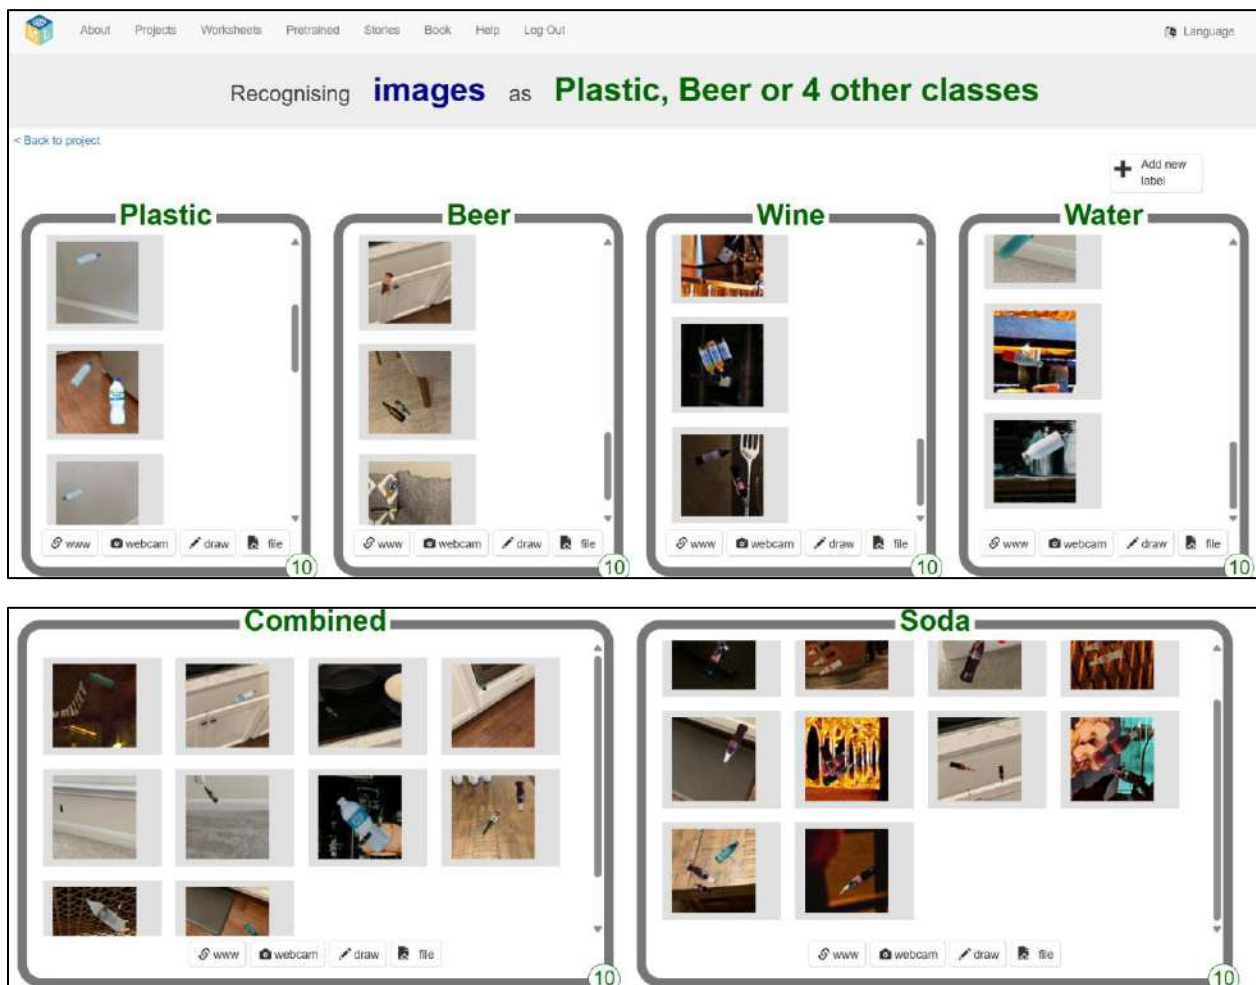 About Projects Worksheets Pretrained Stories Book Help Log Out Language
Recognising images as Plastic, Beer or 4 other classes
< Back to project
Add new
label
Plastic Beer Wine Water
www webcam draw file www webcam draw file www webcam draw file www webcam draw file
10 10 10 10
Combined Soda
www webcam draw file www webcam draw file
10 10